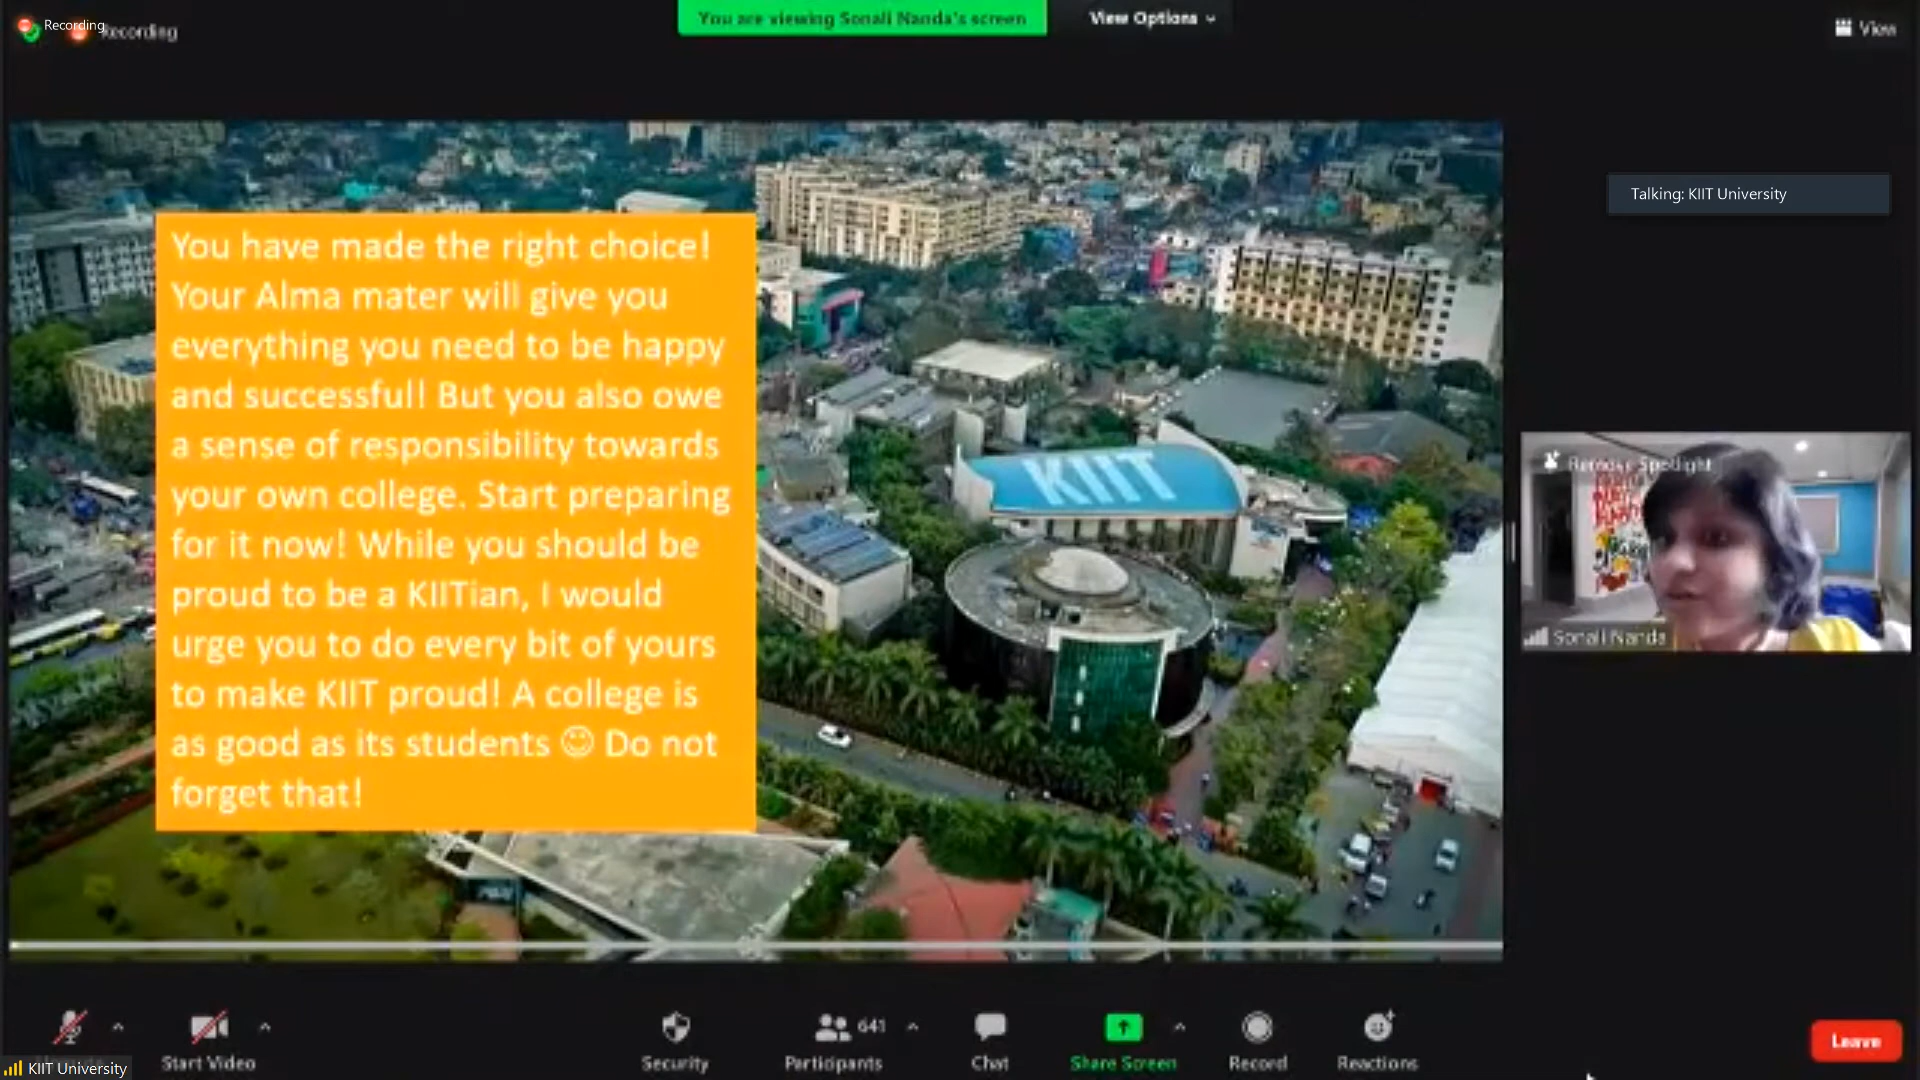 Recording
Recording
You are viewing Sonali Nanda's screen
View Options
View
Talking: KIIT University
You have made the right choice!
Your Alma mater will give you
everything you need to be happy
and successful! But you also owe
a sense of responsibility towards
your own college. Start preparing
for it now! While you should be
proud to be a KIITian, I would
urge you to do every bit of yours
to make KIIT proud! A college is
as good as its students ☺ Do not
forget that!
KIIT
Remove Spotlight
Sonali Nanda
641
Start Video
Security
Participants
Chat
Share Screen
Record
Reactions
Leave
KIIT University